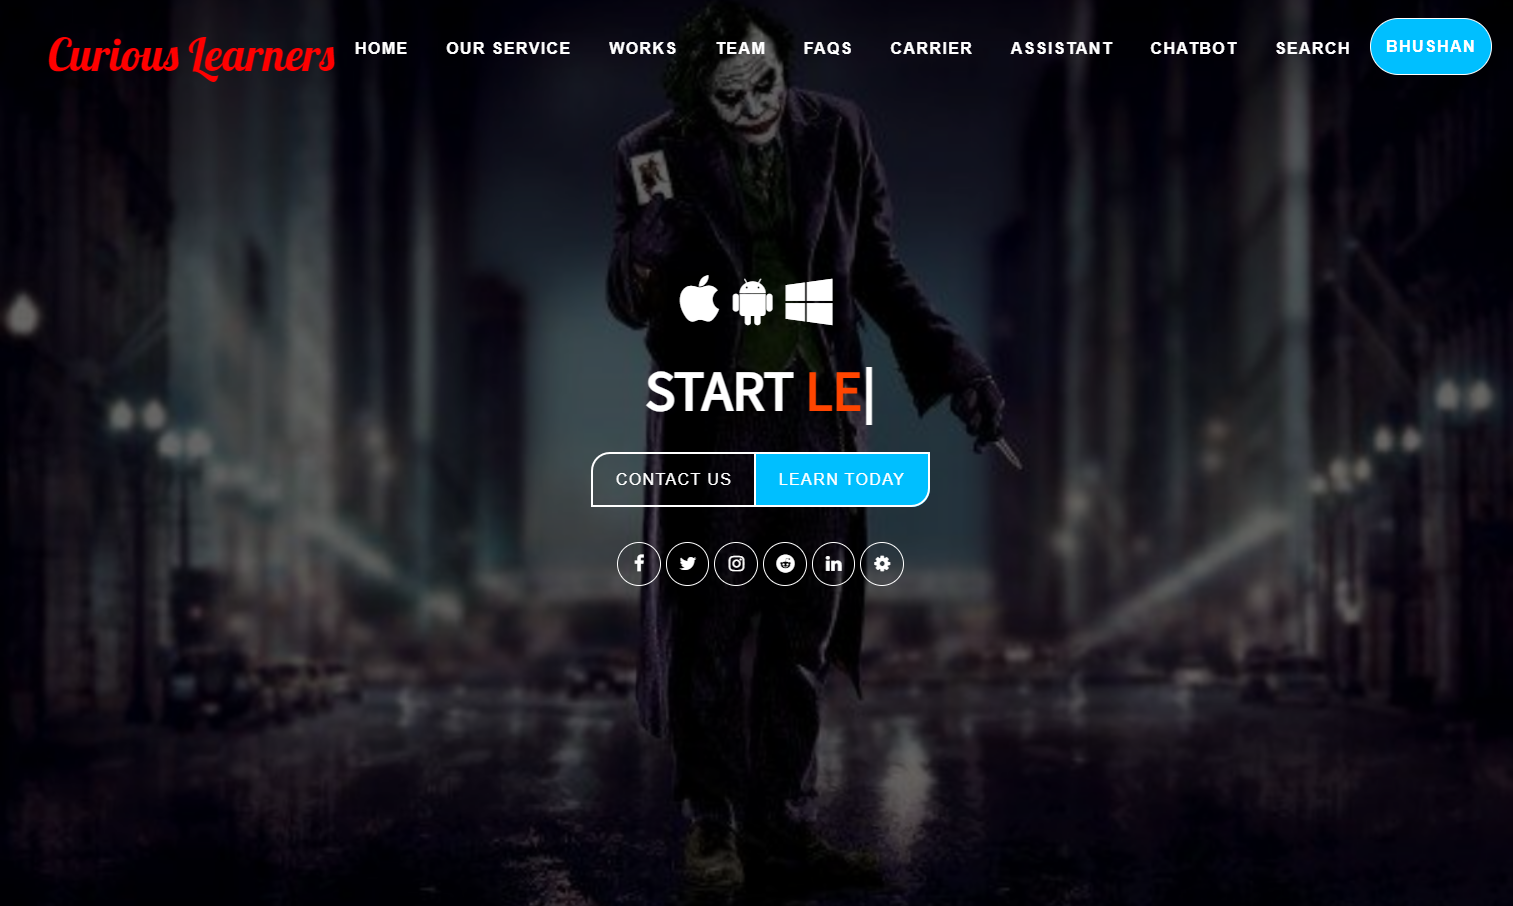 Curious Learners
HOME OUR SERVICE WORKS TEAM FAQS CARRIER ASSISTANT CHATBOT SEARCH BHUSHAN
START LE|
CONTACT US LEARN TODAY